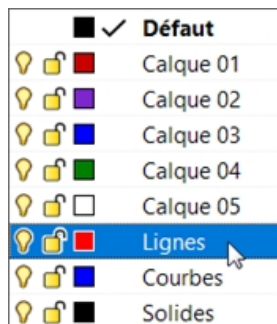 Défaut
Calque 01
Calque 02
Calque 03
Calque 04
Calque 05
Lignes
Courbes
Solides